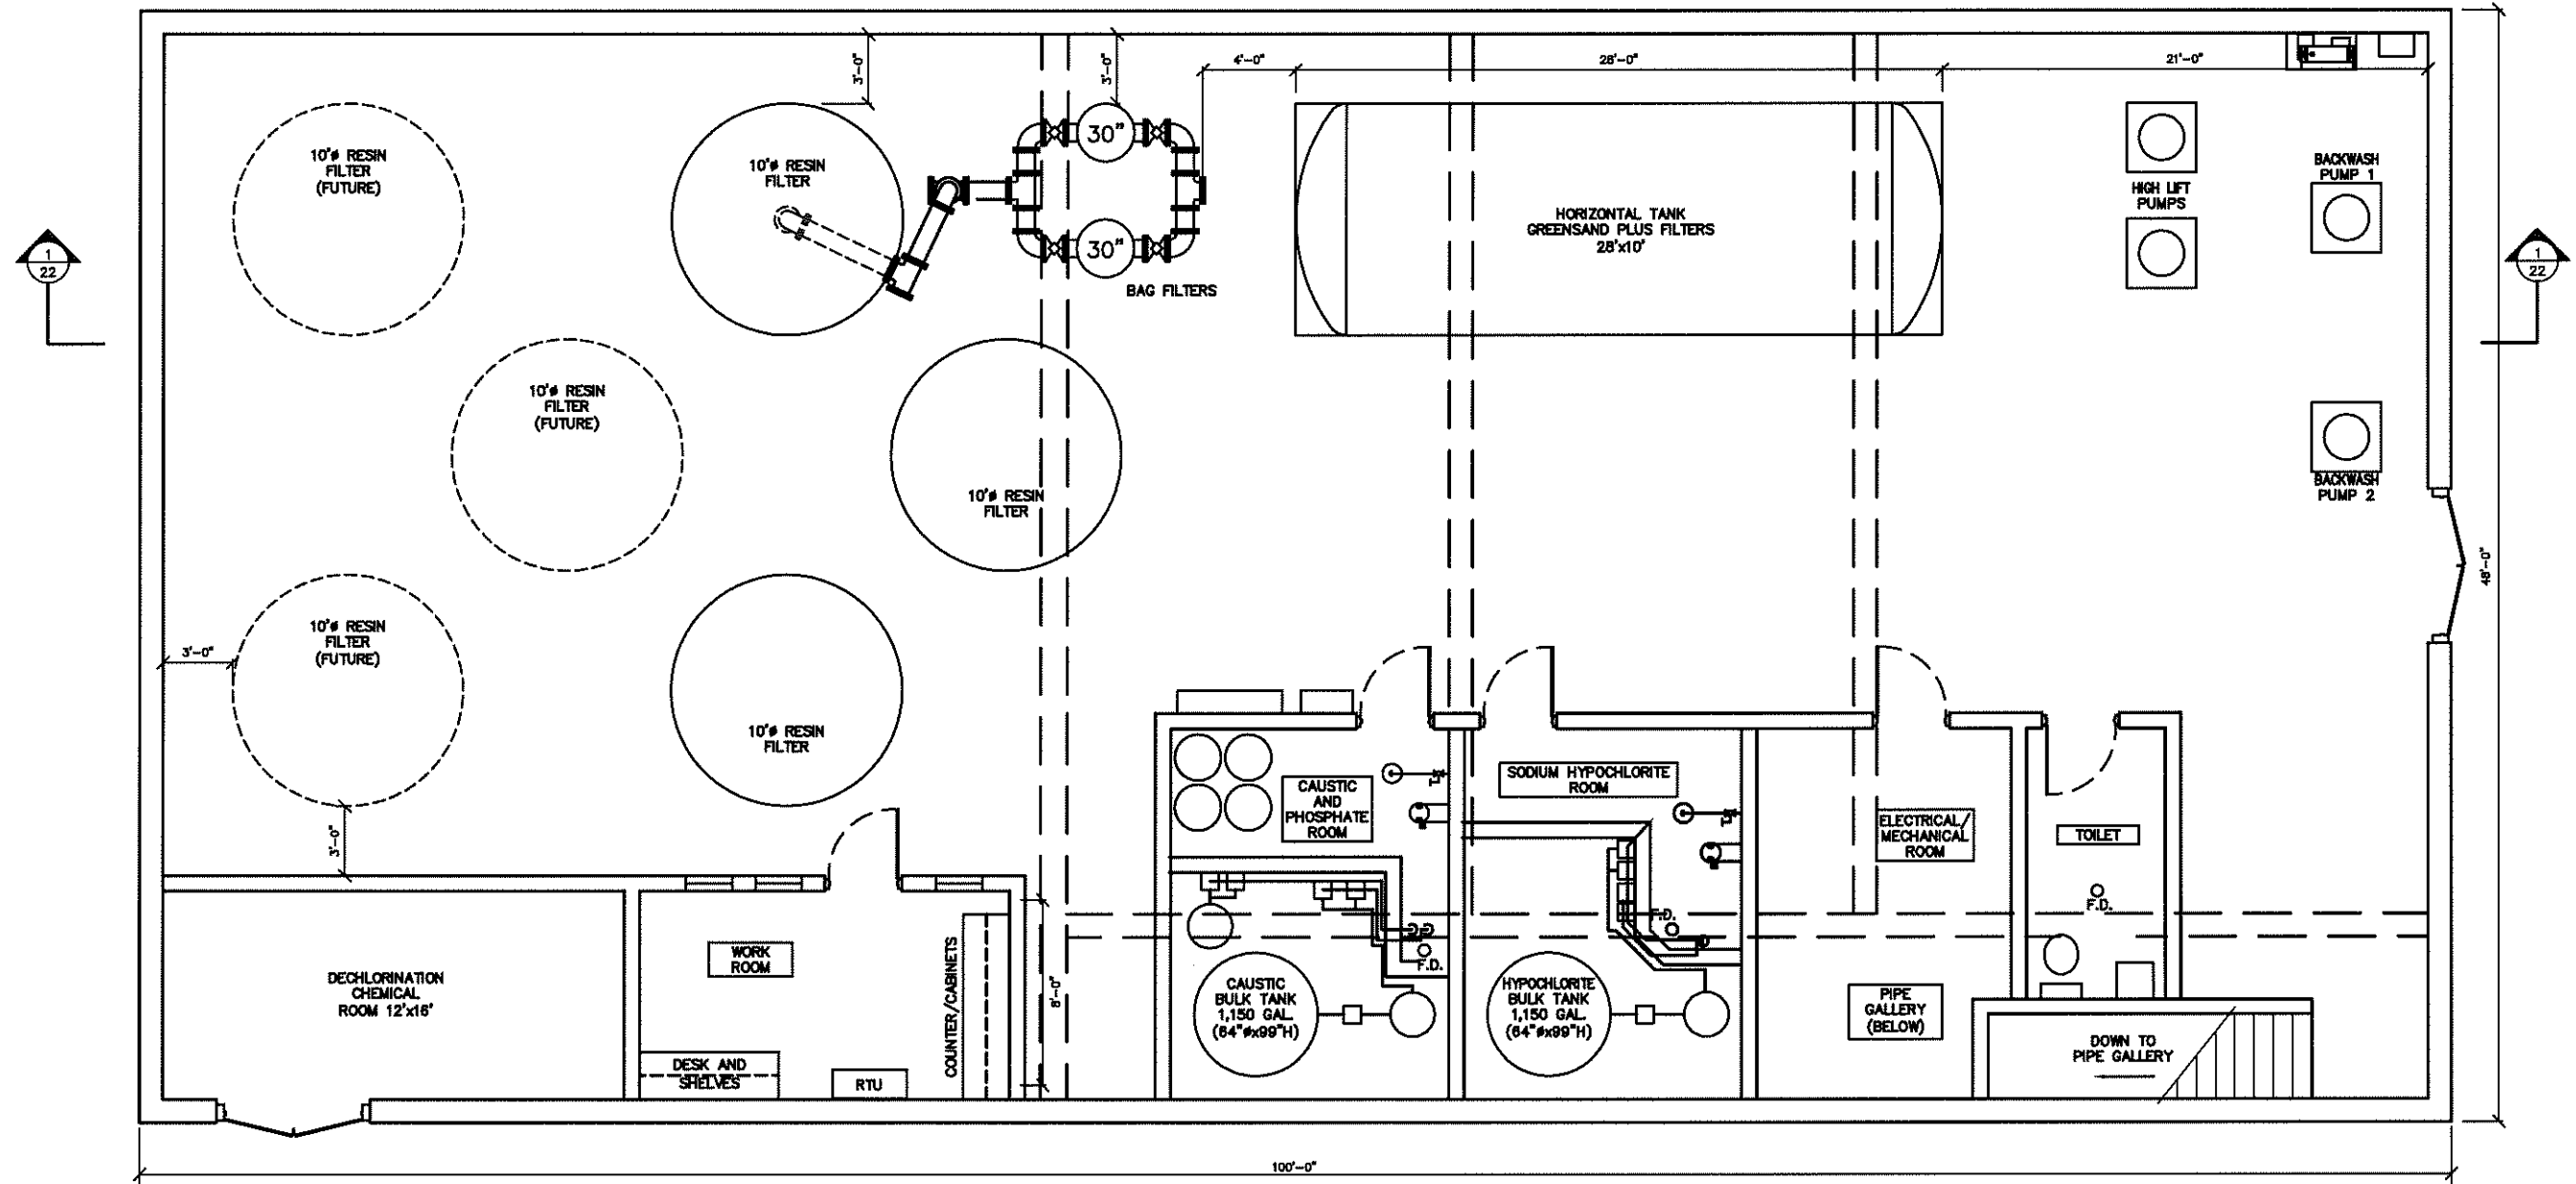 3'-0"
3'-0"
4'-0"
28'-0"
21'-0"
10'ø RESIN
FILTER
(FUTURE)
10'ø RESIN
FILTER
30"
30"
BAG FILTERS
HORIZONTAL TANK
GREENSAND PLUS FILTERS
28'x10'
HIGH LIFT
PUMPS
BACKWASH
PUMP 1
1
22
1
22
10'ø RESIN
FILTER
(FUTURE)
10'ø RESIN
FILTER
BACKWASH
PUMP 2
48'-0"
10'ø RESIN
FILTER
(FUTURE)
3'-0"
10'ø RESIN
FILTER
3'-0"
CAUSTIC
AND
PHOSPHATE
ROOM
SODIUM HYPOCHLORITE
ROOM
ELECTRICAL/
MECHANICAL
ROOM
TOILET
F.D.
F.D.
F.D.
DECHLORINATION
CHEMICAL
ROOM 12'x16'
WORK
ROOM
COUNTER/CABINETS
8'-0"
DESK AND
SHELVES
RTU
CAUSTIC
BULK TANK
1,150 GAL.
(64"øx99"H)
HYPOCHLORITE
BULK TANK
1,150 GAL.
(64"øx99"H)
PIPE
GALLERY
(BELOW)
DOWN TO
PIPE GALLERY
100'-0"